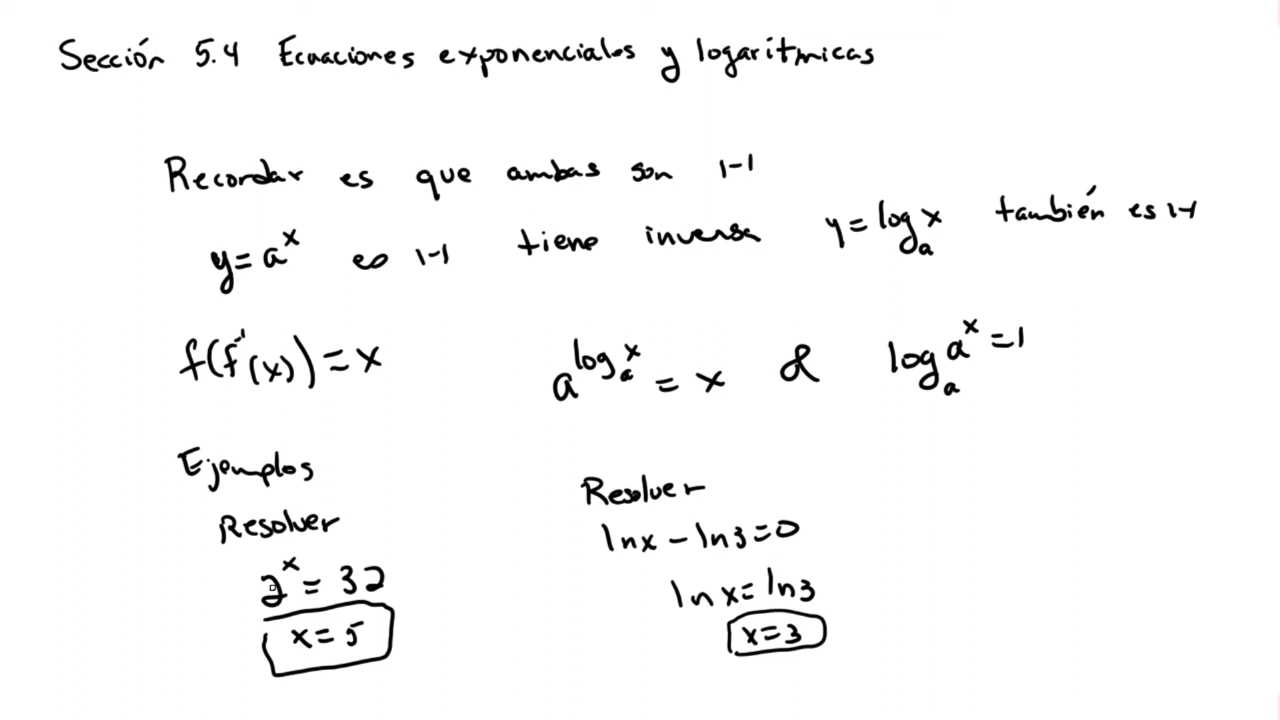 Sección 5.4 Ecuaciones exponenciales y logarítmicas
Recordar es que ambas son 1-1
y = a^x es 1-1 tiene inversa y = log_a x también es 1-1
f(f^-1(x)) = x a^(log_a x) = x & log_a a^x = 1
Ejemplos
Resolver
2^x = 32
x = 5
Resolver
ln x - ln 3 = 0
ln x = ln 3
x = 3